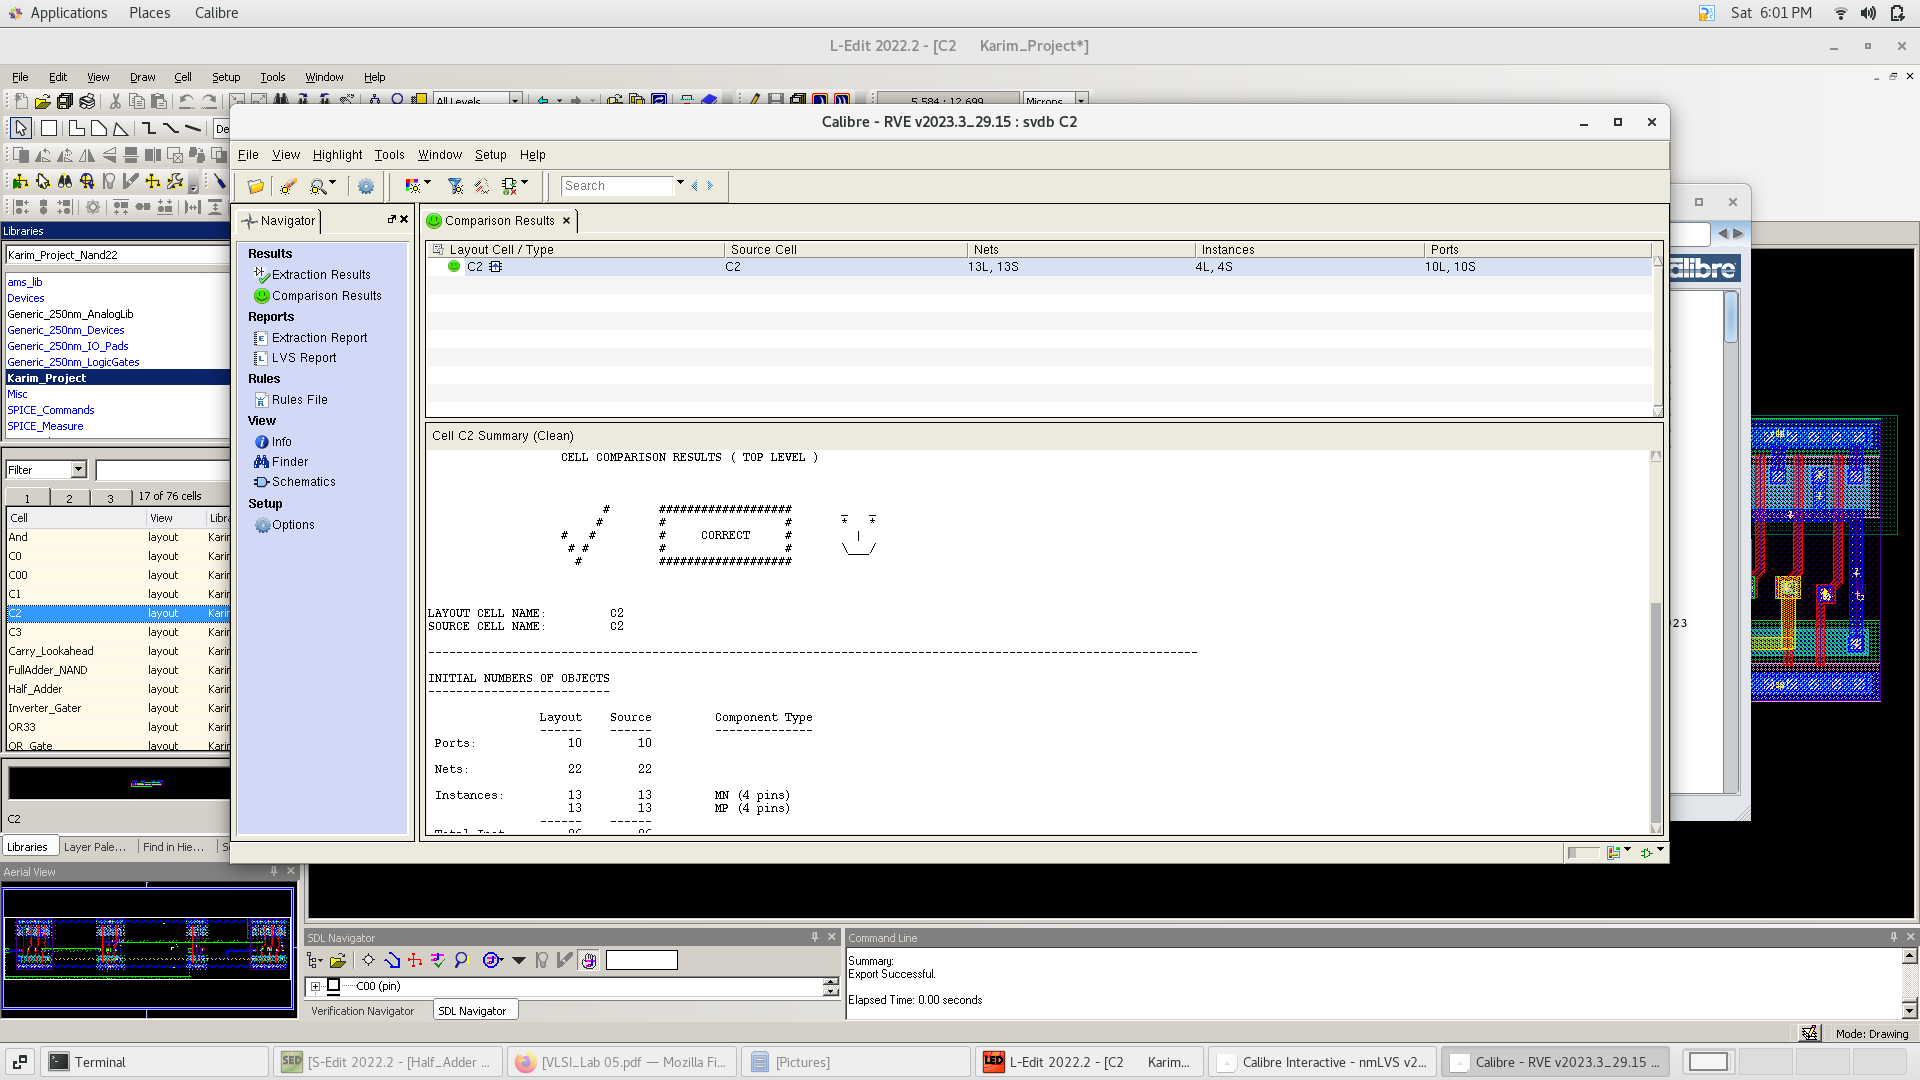 Applications Places Calibre Sat 6:01 PM
L-Edit 2022.2 - [C2 Karim_Project*]
File Edit View Draw Cell Setup Tools Window Help
All Levels 5.584 : 12.699 Microns
De
Calibre - RVE v2023.3_29.15 : svdb C2
File View Highlight Tools Window Setup Help
Search
Navigator
Comparison Results
Results
Extraction Results
Comparison Results
Reports
Extraction Report
LVS Report
Rules
Rules File
View
Info
Finder
Schematics
Setup
Options
Layout Cell / Type Source Cell Nets Instances Ports
C2 C2 13L, 13S 4L, 4S 10L, 10S
Cell C2 Summary (Clean)
CELL COMPARISON RESULTS ( TOP LEVEL )
# ################### _ _
# # # * *
# # # CORRECT # |
# # # # \___/
# ###################
LAYOUT CELL NAME: C2
SOURCE CELL NAME: C2
INITIAL NUMBERS OF OBJECTS
Layout Source Component Type
Ports: 10 10
Nets: 22 22
Instances: 13 13 MN (4 pins)
13 13 MP (4 pins)
Total Inst 26 26
Libraries
Karim_Project_Nand22
ams_lib
Devices
Generic_250nm_AnalogLib
Generic_250nm_Devices
Generic_250nm_IO_Pads
Generic_250nm_LogicGates
Karim_Project
Misc
SPICE_Commands
SPICE_Measure
Filter
1 2 3 17 of 76 cells
Cell View Libra
And layout Karir
C0 layout Karir
C00 layout Karir
C1 layout Karir
C2 layout Karir
C3 layout Karir
Carry_Lookahead layout Karir
FullAdder_NAND layout Karir
Half_Adder layout Karir
Inverter_Gater layout Karir
OR33 layout Karir
OR_Gate layout Karir
C2
Libraries Layer Pale... Find in Hie... S
Aerial View
alibre
23
SDL Navigator
C00 (pin)
Verification Navigator SDL Navigator
Command Line
Summary:
Export Successful.
Elapsed Time: 0.00 seconds
Mode: Drawing
Terminal
[S-Edit 2022.2 - [Half_Adder ...
[VLSI_Lab 05.pdf — Mozilla Fi...
[Pictures]
L-Edit 2022.2 - [C2 Karim...
Calibre Interactive - nmLVS v2...
Calibre - RVE v2023.3_29.15 ...